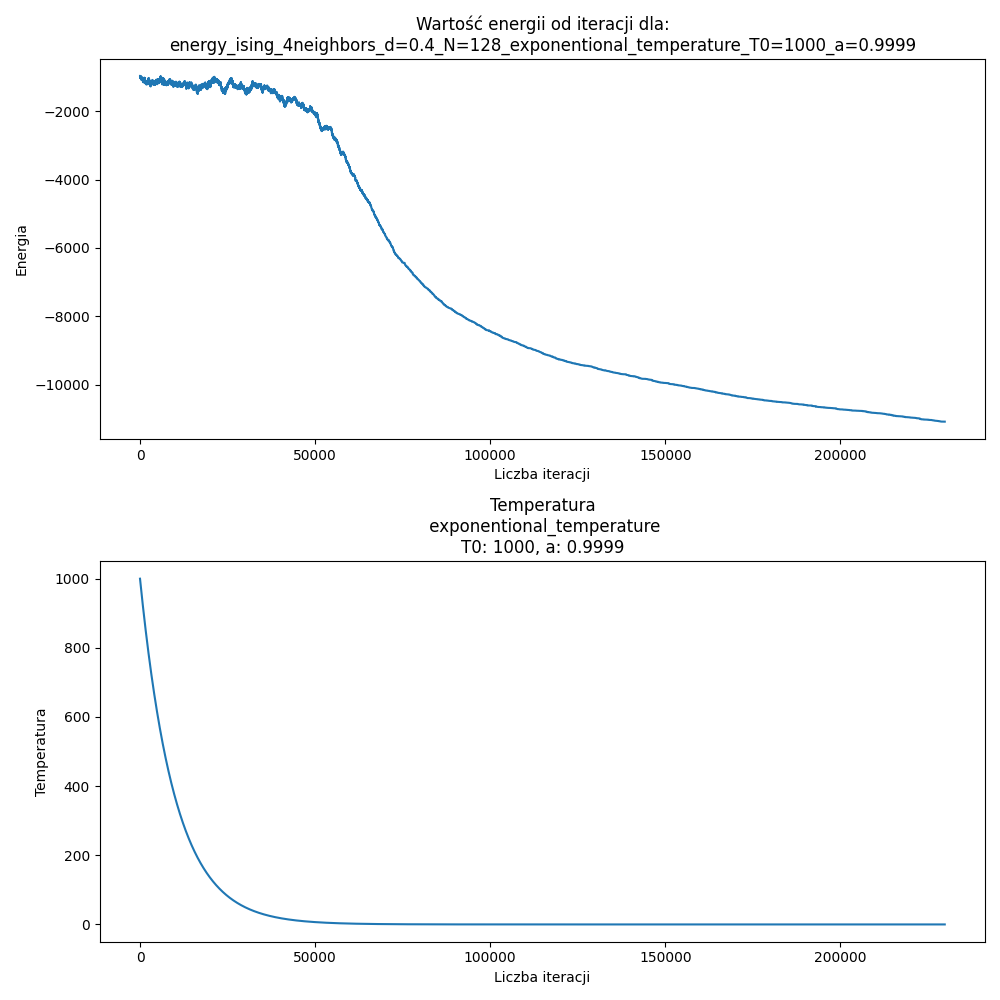 Wartość energii od iteracji dla:
energy_ising_4neighbors_d=0.4_N=128_exponentional_temperature_T0=1000_a=0.9999
−2000
−4000
−6000
−8000
−10000
Energia
0
50000
100000
150000
200000
Liczba iteracji
Temperatura
exponentional_temperature
T0: 1000, a: 0.9999
1000
800
600
400
200
0
Temperatura
0
50000
100000
150000
200000
Liczba iteracji